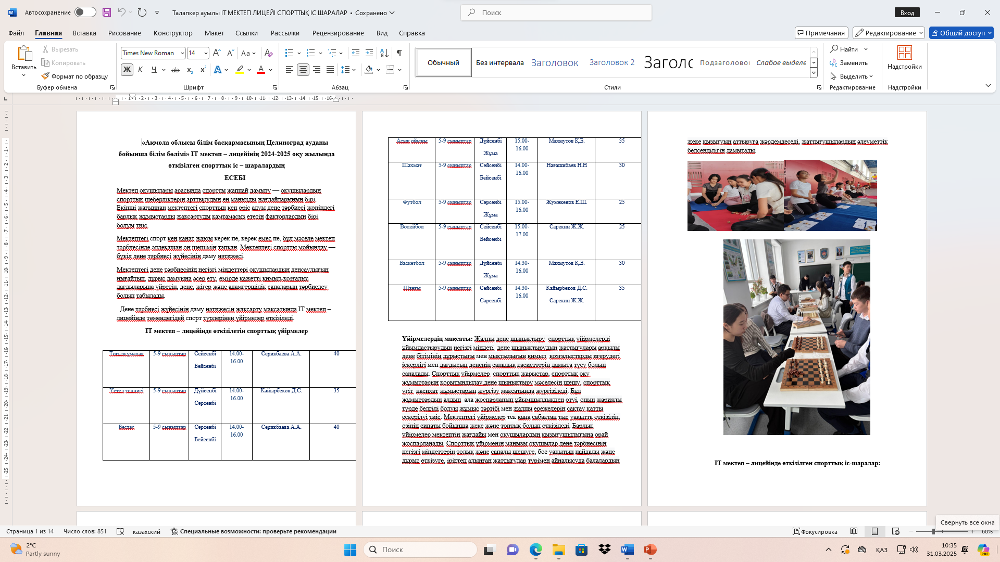 Автосохранение
Талапкер ауылы ІТ МЕКТЕП ЛИЦЕЙІ СПОРТТЫҚ ІС ШАРАЛАР • Сохранено
Поиск
Вход
Файл Главная Вставка Рисование Конструктор Макет Ссылки Рассылки Рецензирование Вид Справка
Примечания Редактирование Общий доступ
Вставить
Вырезать
Копировать
Формат по образцу
Буфер обмена
Times New Roman 14
Шрифт
Абзац
Обычный Без интервала Заголовок Заголовок 2 Заголо Подзаголовон Слабое выделе
Стили
Найти
Заменить
Выделить
Редактирование
Надстройки
Надстройки
«Ақмола облысы білім басқармасының Целиноград ауданы
бойынша білім бөлімі» ІТ мектеп – лицейінің 2024-2025 оқу жылында
өткізілген спорттық іс – шаралардың
ЕСЕБІ
Мектеп оқушылары арасында спортты жаппай дамыту — оқушылардың
спорттық шеберліктерін арттырудың ең маңызды жағдайларының бірі.
Екінші жағыннан мектептегі спорттың кең өріс алуы дене тәрбиесі жөніндегі
барлық жұмыстарды жақсартуды қамтамасыз ететін факторлардың бірі
болуы тиіс.
Мектептегі спорт кең қанат жаюы керек пе, керек емес пе, бұл мәселе мектеп
тәрбиесінде әлдеқашан оң шешімін тапқан. Мектептегі спортты мойындау —
бүкіл дене тәрбиесі жүйесінің даму нәтижесі.
Мектептегі дене тәрбиесінің негізгі міндеттері оқушылардың денсаулығын
нығайтып, дұрыс дамуына әсер ету, өмірде қажетті қимыл-қозғалыс
дағдыларына үйретіп, дене, жігер және адамгершілік сапаларын тәрбиелеу
болып табылады.
Дене тәрбиесі жүйесінің даму нәтижесін жақсарту мақсатында ІТ мектеп –
лицейінде төмендегідей спорт түрлерінен үйірмелер өткізіледі.
ІТ мектеп – лицейінде өткізілетін спорттық үйірмелер
Тоғызқұмалақ 5-9 сыныптар Сейсенбі Бейсенбі 14.00-16.00 Серикбаева А.А. 40
Үстел теннисі 5-9 сыныптар Дүйсенбі Сәрсенбі 14.00-16.00 Кайырбеков Д.С. 35
Бестас 5-9 сыныптар Сәрсенбі Бейсенбі 14.00-16.00 Серикбаева А.А. 40
Асық ойыны 5-9 сыныптар Дүйсенбі Жұма 15.00-16.00 Махмутов Қ.Б. 35
Шахмат 5-9 сыныптар Сейсенбі Бейсенбі 14.00-16.00 Нағашибаев Н.Н 30
Футбол 5-9 сыныптар Сәрсенбі Жұма 15.00-16.00 Жумекенов Е.Ш. 25
Волейбол 5-9 сыныптар Сейсенбі Бейсенбі 15.00-17.00 Сарекин Ж.Ж. 25
Баскетбол 5-9 сыныптар Дүйсенбі Жұма 14.30-16.00 Махмутов Қ.Б. 30
Шаңғы 5-9 сыныптар Сейсенбі Сәрсенбі 14.30-16.00 Кайырбеков Д.С. Сарекин Ж.Ж. 35
Үйірмелердің мақсаты: Жалпы дене шынықтыру спорттық үйірмелерді
ұйымдастырудың негізгі міндеті дене шынықтырудың жаттығулары арқылы
дене бітімінің дұрыстығы мен мықтылығын қимыл қозғалыстарды игерудегі
іскерлігі мен дағдысын дененің сапалық қасиеттерін дамыта түсу болып
саналады. Спорттық үйірмелер спорттық жарыстар, спорттық оқу
жұмыстарын қорытындылау,дене шынықтыру мәселесін шешу, спорттық
үгіт насихат жұмыстарын жүргізу мақсатында жүргізіледі. Бұл
жұмыстардың алдын ала жоспарланып ұйымшылдықпен өтуі, оның жариялы
түрде белгілі болуы жұмыс тәртібі мен жалпы ережелерін сақтау қатты
ескерілуі тиіс. Мектептегі үйірмелер тек қана сабақтан тыс уақытта өткізіліп,
өзінің сипаты бойынша жеке және топтық болып өткізіледі. Барлық
үйірмелер мектептің жағдайы мен оқушылардың қызығушылығына орай
жоспарланады. Спорттық үйірменің маңызы оқушылар дене тәрбиесінің
негізгі міндеттерін толық және сапалы шешуге, бос уақытын пайдалы және
дұрыс өткізуге, іріктеп алынған жаттығулар түрімен айналысуда балалардың
жеке қызығуын аттыруға жәрдемдеседі, жаттығушылардың әлеуметтік
белсенділігін дамытады.
ІТ мектеп – лицейінде өткізілген спорттық іс-шаралар:
Свернуть все окна
Страница 1 из 14 Число слов: 851 казахский Специальные возможности: проверьте рекомендации
Фокусировка 68%
2°C
Partly sunny
Поиск
ҚАЗ
10:35
31.03.2025